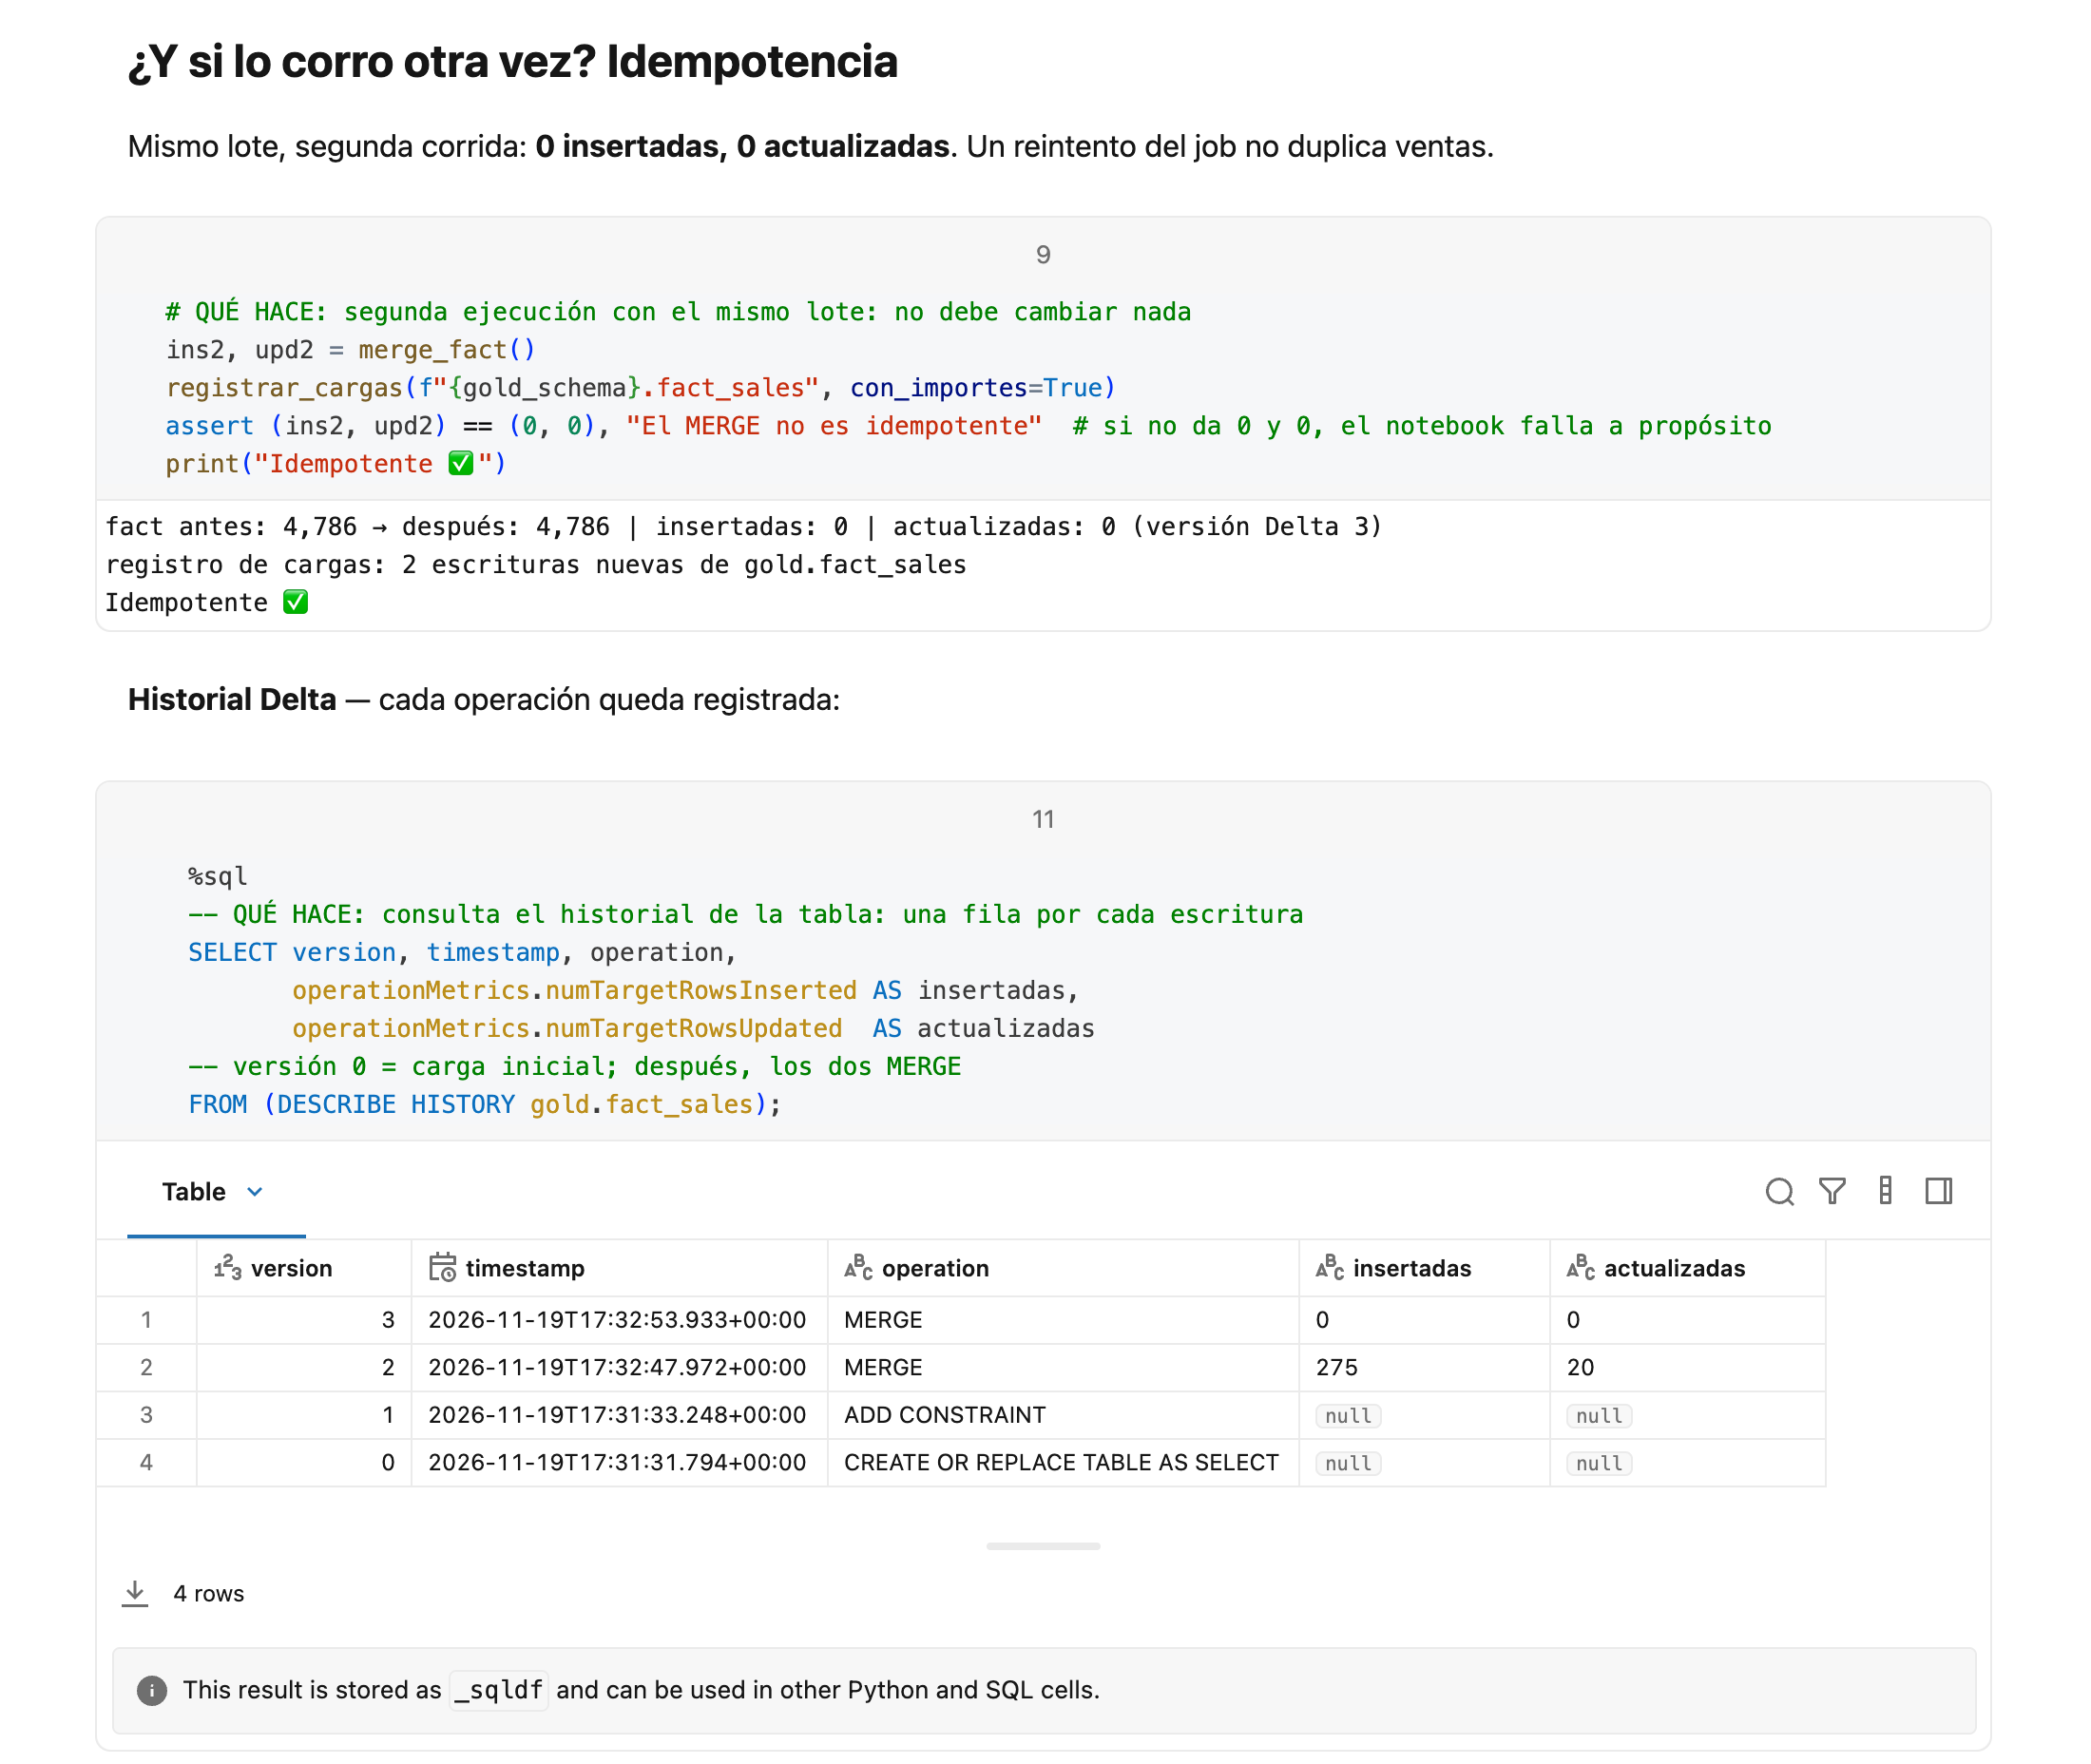 ¿Y si lo corro otra vez? Idempotencia
Mismo lote, segunda corrida: 0 insertadas, 0 actualizadas. Un reintento del job no duplica ventas.
9
# QUÉ HACE: segunda ejecución con el mismo lote: no debe cambiar nada
ins2, upd2 = merge_fact()
registrar_cargas(f"{gold_schema}.fact_sales", con_importes=True)
assert (ins2, upd2) == (0, 0), "El MERGE no es idempotente"  # si no da 0 y 0, el notebook falla a propósito
print("Idempotente ✅")
fact antes: 4,786 → después: 4,786 | insertadas: 0 | actualizadas: 0 (versión Delta 3)
registro de cargas: 2 escrituras nuevas de gold.fact_sales
Idempotente ✅
Historial Delta — cada operación queda registrada:
11
%sql
-- QUÉ HACE: consulta el historial de la tabla: una fila por cada escritura
SELECT version, timestamp, operation,
       operationMetrics.numTargetRowsInserted AS insertadas,
       operationMetrics.numTargetRowsUpdated  AS actualizadas
-- versión 0 = carga inicial; después, los dos MERGE
FROM (DESCRIBE HISTORY gold.fact_sales);
Table
version timestamp operation insertadas actualizadas
1 3 2026-11-19T17:32:53.933+00:00 MERGE 0 0
2 2 2026-11-19T17:32:47.972+00:00 MERGE 275 20
3 1 2026-11-19T17:31:33.248+00:00 ADD CONSTRAINT null null
4 0 2026-11-19T17:31:31.794+00:00 CREATE OR REPLACE TABLE AS SELECT null null
4 rows
This result is stored as _sqldf and can be used in other Python and SQL cells.